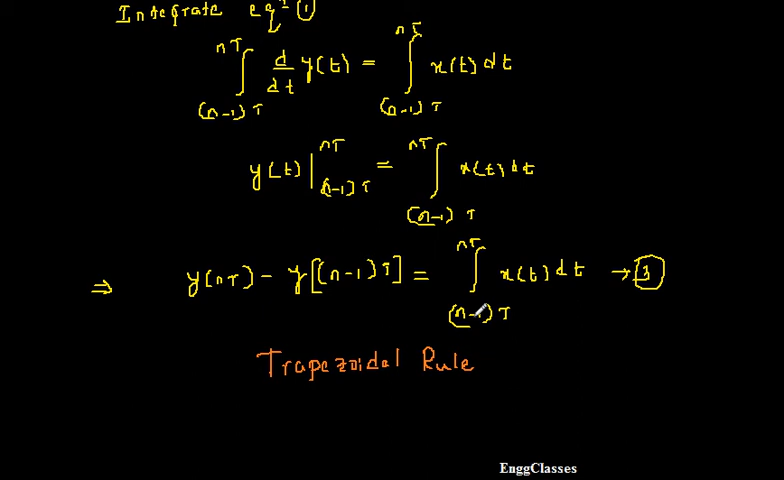 Integrate eqn ①
∫_{(n-1)T}^{nT} d/dt y(t) = ∫_{(n-1)T}^{nT} x(t) dt
y(t) |_{(n-1)T}^{nT} = ∫_{(n-1)T}^{nT} x(t) dt
⇒ y(nT) - y[(n-1)T] = ∫_{(n-1)T}^{nT} x(t) dt → 3
Trapezoidal Rule
EnggClasses